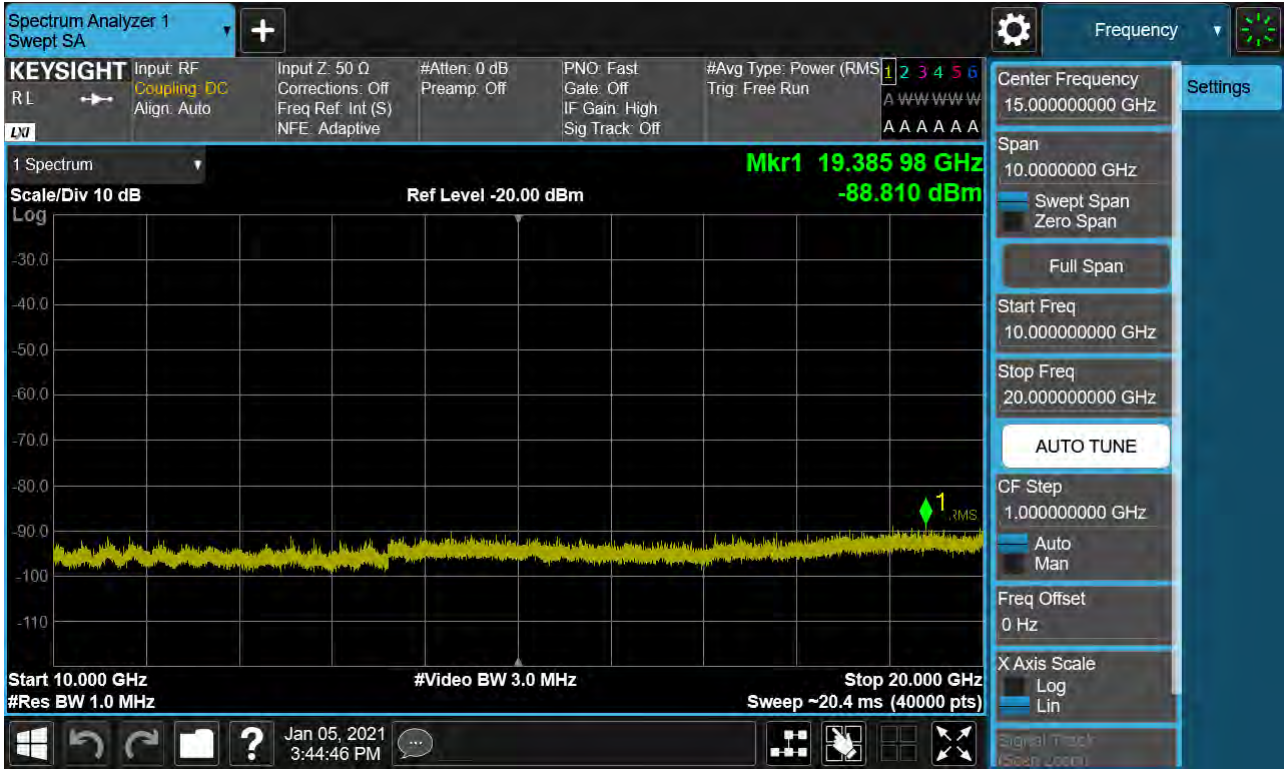 Spectrum Analyzer 1
Swept SA
+
Frequency
KEYSIGHT
RL
LXI
Input: RF
Coupling: DC
Align: Auto
Input Z: 50 Ω
Corrections: Off
Freq Ref: Int (S)
NFE: Adaptive
#Atten: 0 dB
Preamp: Off
PNO: Fast
Gate: Off
IF Gain: High
Sig Track: Off
#Avg Type: Power (RMS
Trig: Free Run
1 2 3 4 5 6
A W W W W W
A A A A A A
1 Spectrum
Scale/Div 10 dB
Log
Ref Level -20.00 dBm
Mkr1 19.385 98 GHz
-88.810 dBm
-30.0
-40.0
-50.0
-60.0
-70.0
-80.0
-90.0
-100
-110
1
RMS
Start 10.000 GHz
#Res BW 1.0 MHz
#Video BW 3.0 MHz
Stop 20.000 GHz
Sweep ~20.4 ms (40000 pts)
Center Frequency
15.000000000 GHz
Span
10.0000000 GHz
Swept Span
Zero Span
Full Span
Start Freq
10.000000000 GHz
Stop Freq
20.000000000 GHz
AUTO TUNE
CF Step
1.000000000 GHz
Auto
Man
Freq Offset
0 Hz
X Axis Scale
Log
Lin
Signal Track
(Span Zoom)
Settings
?
Jan 05, 2021
3:44:46 PM